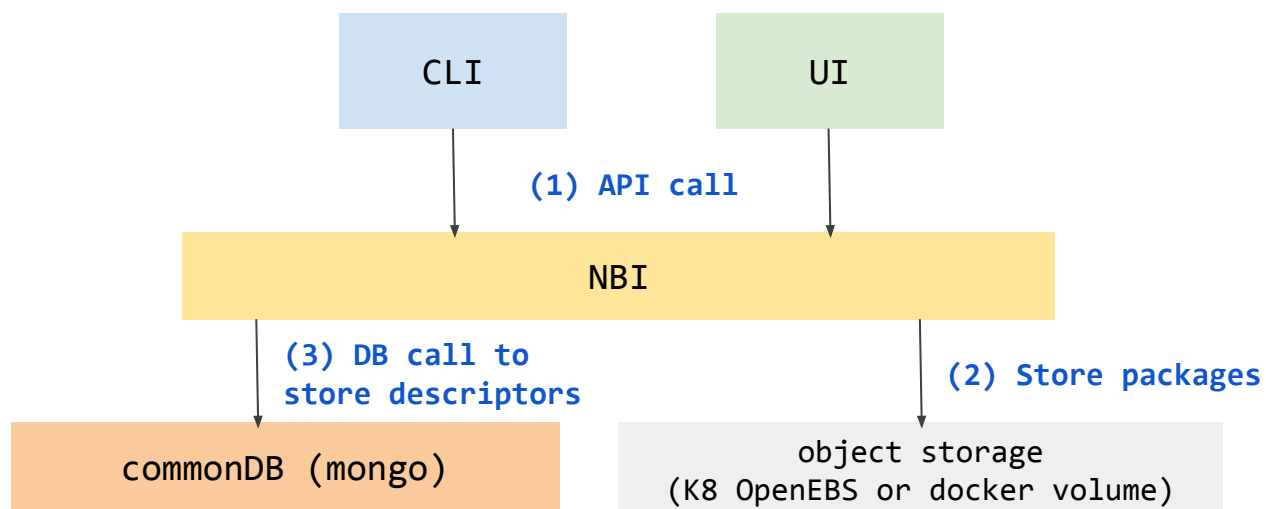 CLI
UI
(1) API call
NBI
(3) DB call to
store descriptors
(2) Store packages
commonDB (mongo)
object storage
(K8 OpenEBS or docker volume)